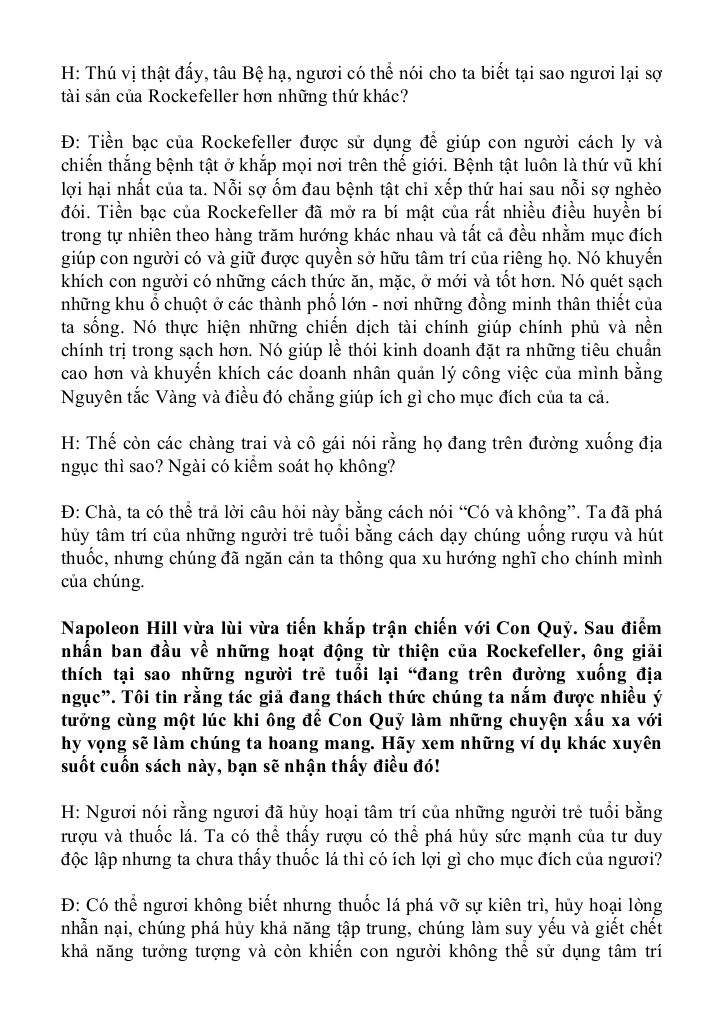 H: Thú vị thật đấy, tâu Bệ hạ, ngươi có thể nói cho ta biết tại sao ngươi lại sợ
tài sản của Rockefeller hơn những thứ khác?
Đ: Tiền bạc của Rockefeller được sử dụng để giúp con người cách ly và
chiến thắng bệnh tật ở khắp mọi nơi trên thế giới. Bệnh tật luôn là thứ vũ khí
lợi hại nhất của ta. Nỗi sợ ốm đau bệnh tật chỉ xếp thứ hai sau nỗi sợ nghèo
đói. Tiền bạc của Rockefeller đã mở ra bí mật của rất nhiều điều huyền bí
trong tự nhiên theo hàng trăm hướng khác nhau và tất cả đều nhằm mục đích
giúp con người có và giữ được quyền sở hữu tâm trí của riêng họ. Nó khuyến
khích con người có những cách thức ăn, mặc, ở mới và tốt hơn. Nó quét sạch
những khu ổ chuột ở các thành phố lớn - nơi những đồng minh thân thiết của
ta sống. Nó thực hiện những chiến dịch tài chính giúp chính phủ và nền
chính trị trong sạch hơn. Nó giúp lề thói kinh doanh đặt ra những tiêu chuẩn
cao hơn và khuyến khích các doanh nhân quản lý công việc của mình bằng
Nguyên tắc Vàng và điều đó chẳng giúp ích gì cho mục đích của ta cả.
H: Thế còn các chàng trai và cô gái nói rằng họ đang trên đường xuống địa
ngục thì sao? Ngài có kiểm soát họ không?
Đ: Chà, ta có thể trả lời câu hỏi này bằng cách nói “Có và không”. Ta đã phá
hủy tâm trí của những người trẻ tuổi bằng cách dạy chúng uống rượu và hút
thuốc, nhưng chúng đã ngăn cản ta thông qua xu hướng nghĩ cho chính mình
của chúng.
Napoleon Hill vừa lùi vừa tiến khắp trận chiến với Con Quỷ. Sau điểm
nhấn ban đầu về những hoạt động từ thiện của Rockefeller, ông giải
thích tại sao những người trẻ tuổi lại “đang trên đường xuống địa
ngục”. Tôi tin rằng tác giả đang thách thức chúng ta nắm được nhiều ý
tưởng cùng một lúc khi ông để Con Quỷ làm những chuyện xấu xa với
hy vọng sẽ làm chúng ta hoang mang. Hãy xem những ví dụ khác xuyên
suốt cuốn sách này, bạn sẽ nhận thấy điều đó!
H: Ngươi nói rằng ngươi đã hủy hoại tâm trí của những người trẻ tuổi bằng
rượu và thuốc lá. Ta có thể thấy rượu có thể phá hủy sức mạnh của tư duy
độc lập nhưng ta chưa thấy thuốc lá thì có ích lợi gì cho mục đích của ngươi?
Đ: Có thể ngươi không biết nhưng thuốc lá phá vỡ sự kiên trì, hủy hoại lòng
nhẫn nại, chúng phá hủy khả năng tập trung, chúng làm suy yếu và giết chết
khả năng tưởng tượng và còn khiến con người không thể sử dụng tâm trí